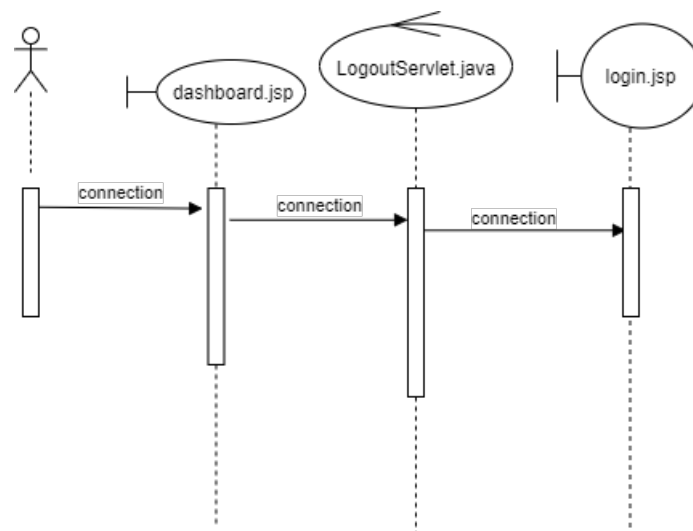 dashboard.jsp
LogoutServlet.java
login.jsp
connection
connection
connection